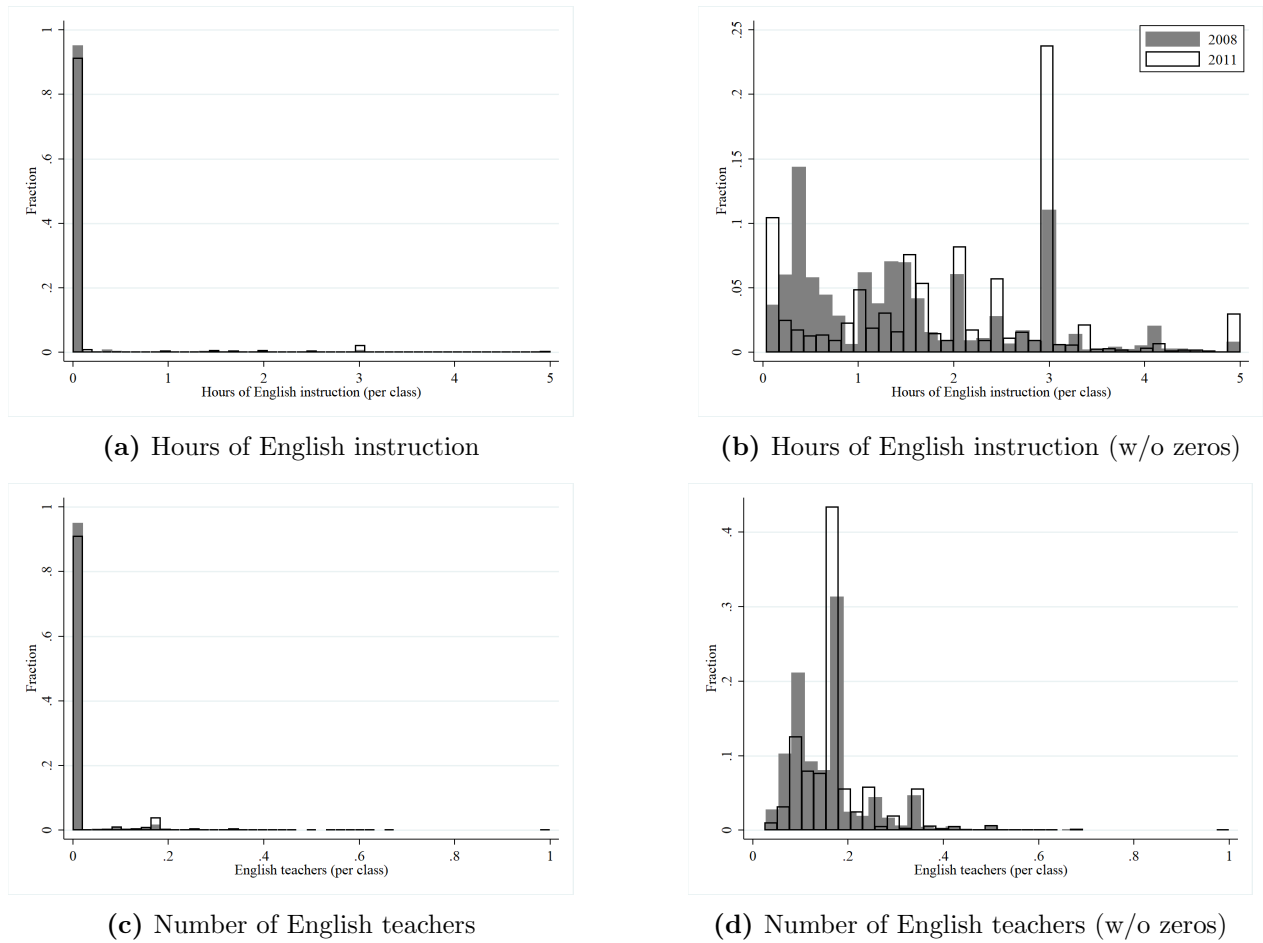 1
.8
.6
.4
.2
0
Fraction
0 1 2 3 4 5
Hours of English instruction (per class)
(a) Hours of English instruction
.25
.2
.15
.1
.05
0
Fraction
2008
2011
0 1 2 3 4 5
Hours of English instruction (per class)
(b) Hours of English instruction (w/o zeros)
1
.8
.6
.4
.2
0
Fraction
0 .2 .4 .6 .8 1
English teachers (per class)
(c) Number of English teachers
.4
.3
.2
.1
0
Fraction
0 .2 .4 .6 .8 1
English teachers (per class)
(d) Number of English teachers (w/o zeros)